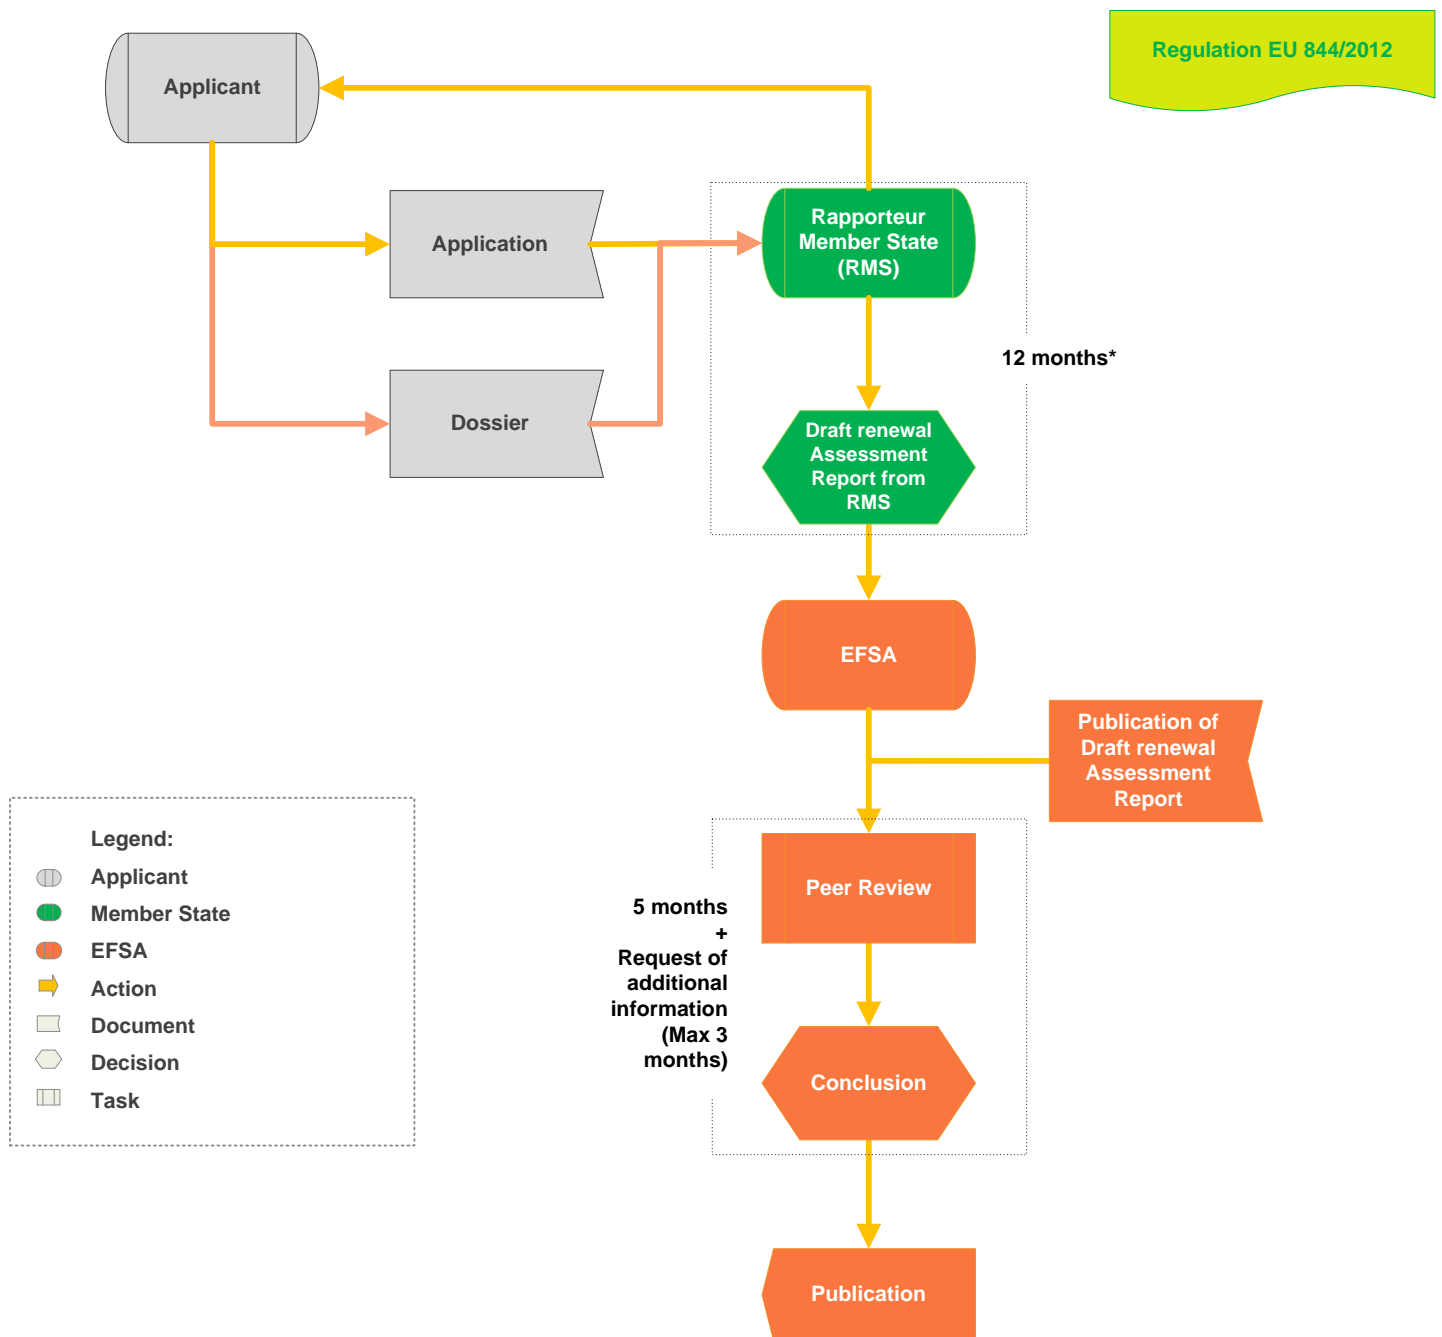 Regulation EU 844/2012
Applicant
Application
Rapporteur
Member State
(RMS)
12 months*
Dossier
Draft renewal
Assessment
Report from
RMS
EFSA
Publication of
Draft renewal
Assessment
Report
Peer Review
5 months
+
Request of
additional
information
(Max 3
months)
Conclusion
Publication
Legend:
Applicant
Member State
EFSA
Action
Document
Decision
Task